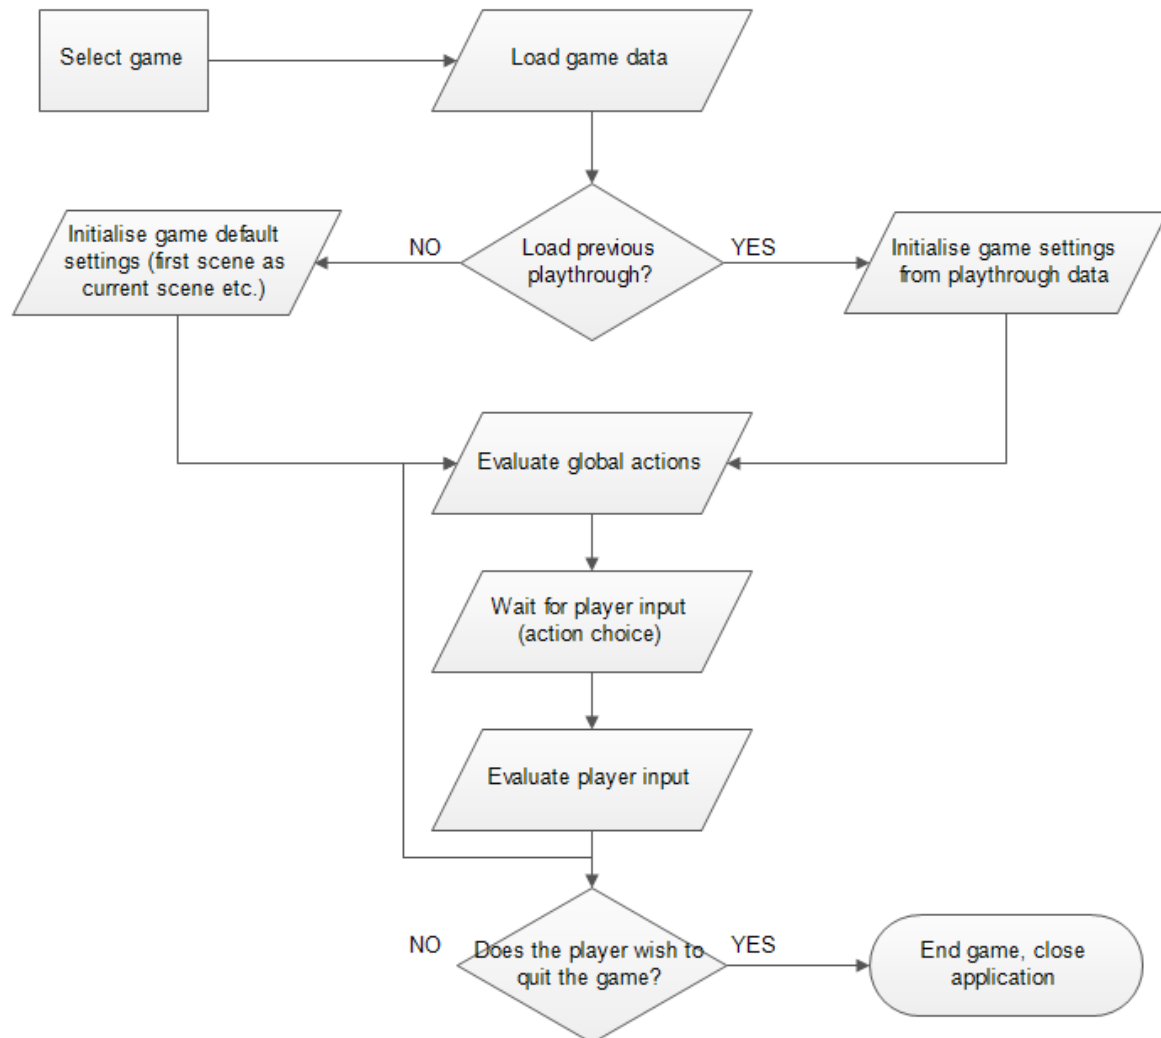 Select game
Load game data
Load previous
playthrough?
NO
YES
Initialise game default
settings (first scene as
current scene etc.)
Initialise game settings
from playthrough data
Evaluate global actions
Wait for player input
(action choice)
Evaluate player input
Does the player wish to
quit the game?
NO
YES
End game, close
application